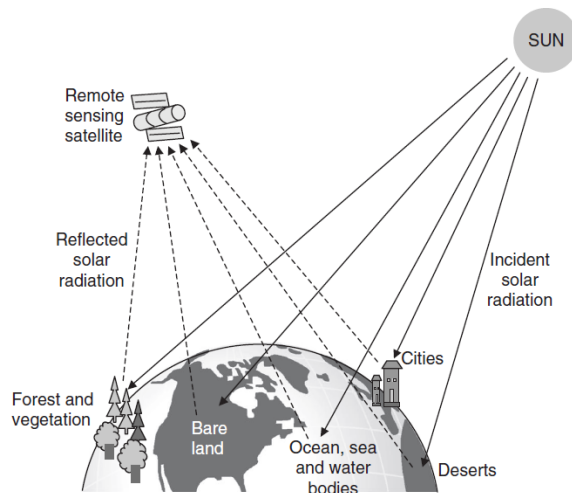 SUN
Remote
sensing
satellite
Reflected
solar
radiation
Incident
solar
radiation
Cities
Forest and
vegetation
Bare
land
Ocean, sea
and water
bodies
Deserts